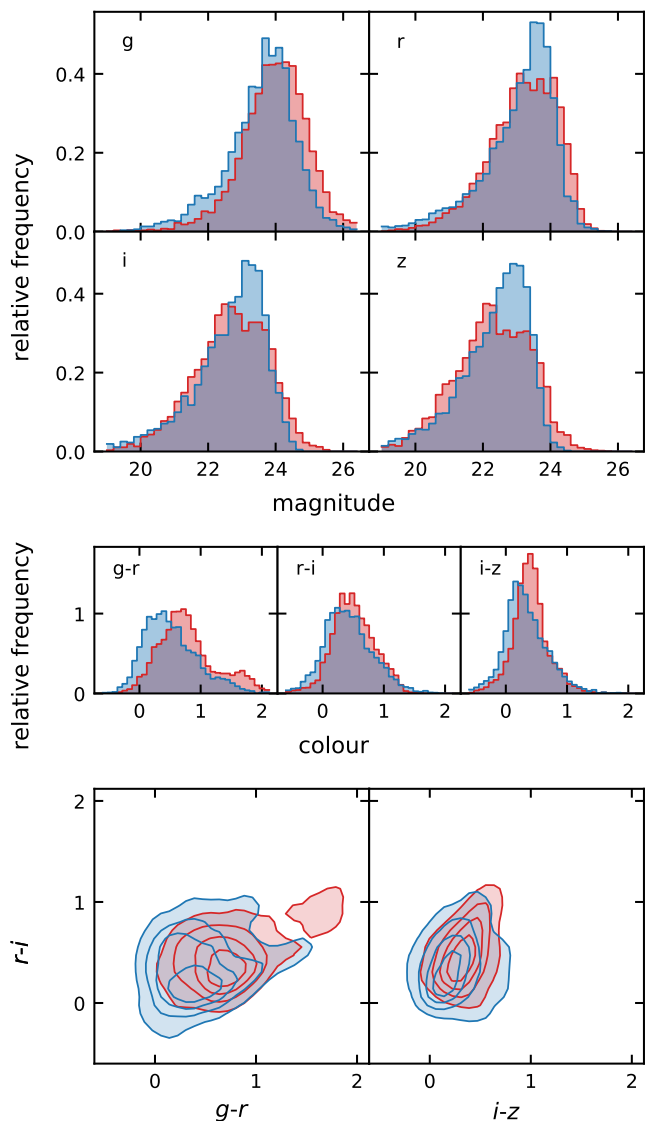 g
r
0.4
0.2
0.0
i
z
0.4
0.2
0.0
20 22 24 26
20 22 24 26
relative frequency
magnitude
g-r
r-i
i-z
1
0
0 1 2
0 1 2
0 1 2
relative frequency
colour
2
1
0
r-i
0 1 2
0 1 2
g-r
i-z